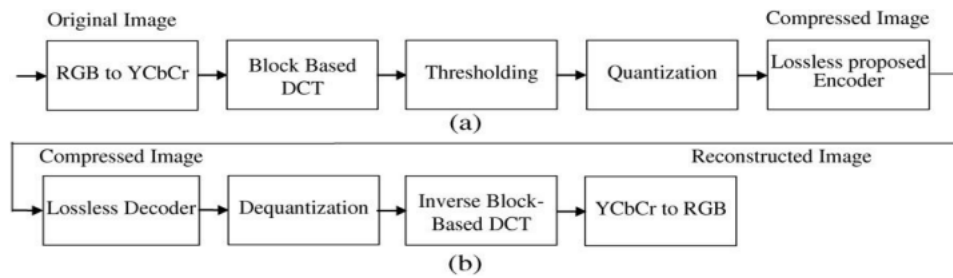 Original Image
Compressed Image
RGB to YCbCr
Block Based
DCT
Thresholding
Quantization
Lossless proposed
Encoder
(a)
Compressed Image
Reconstructed Image
Lossless Decoder
Dequantization
Inverse Block-
Based DCT
YCbCr to RGB
(b)